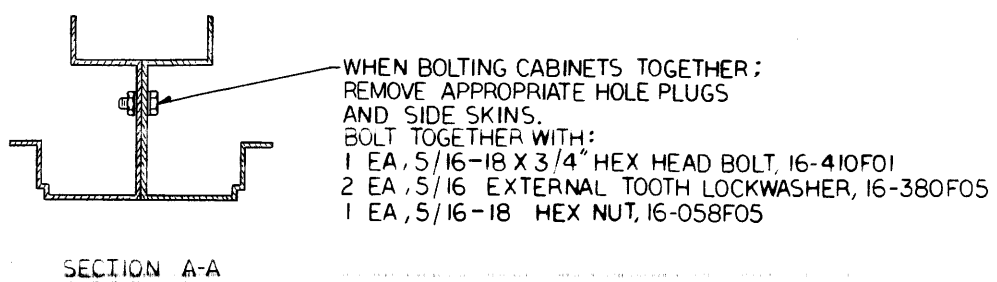 WHEN BOLTING CABINETS TOGETHER;
REMOVE APPROPRIATE HOLE PLUGS
AND SIDE SKINS.
BOLT TOGETHER WITH:
1 EA, 5/16-18 X 3/4" HEX HEAD BOLT, 16-410F01
2 EA, 5/16 EXTERNAL TOOTH LOCKWASHER, 16-380F05
1 EA, 5/16-18 HEX NUT, 16-058F05
SECTION A-A